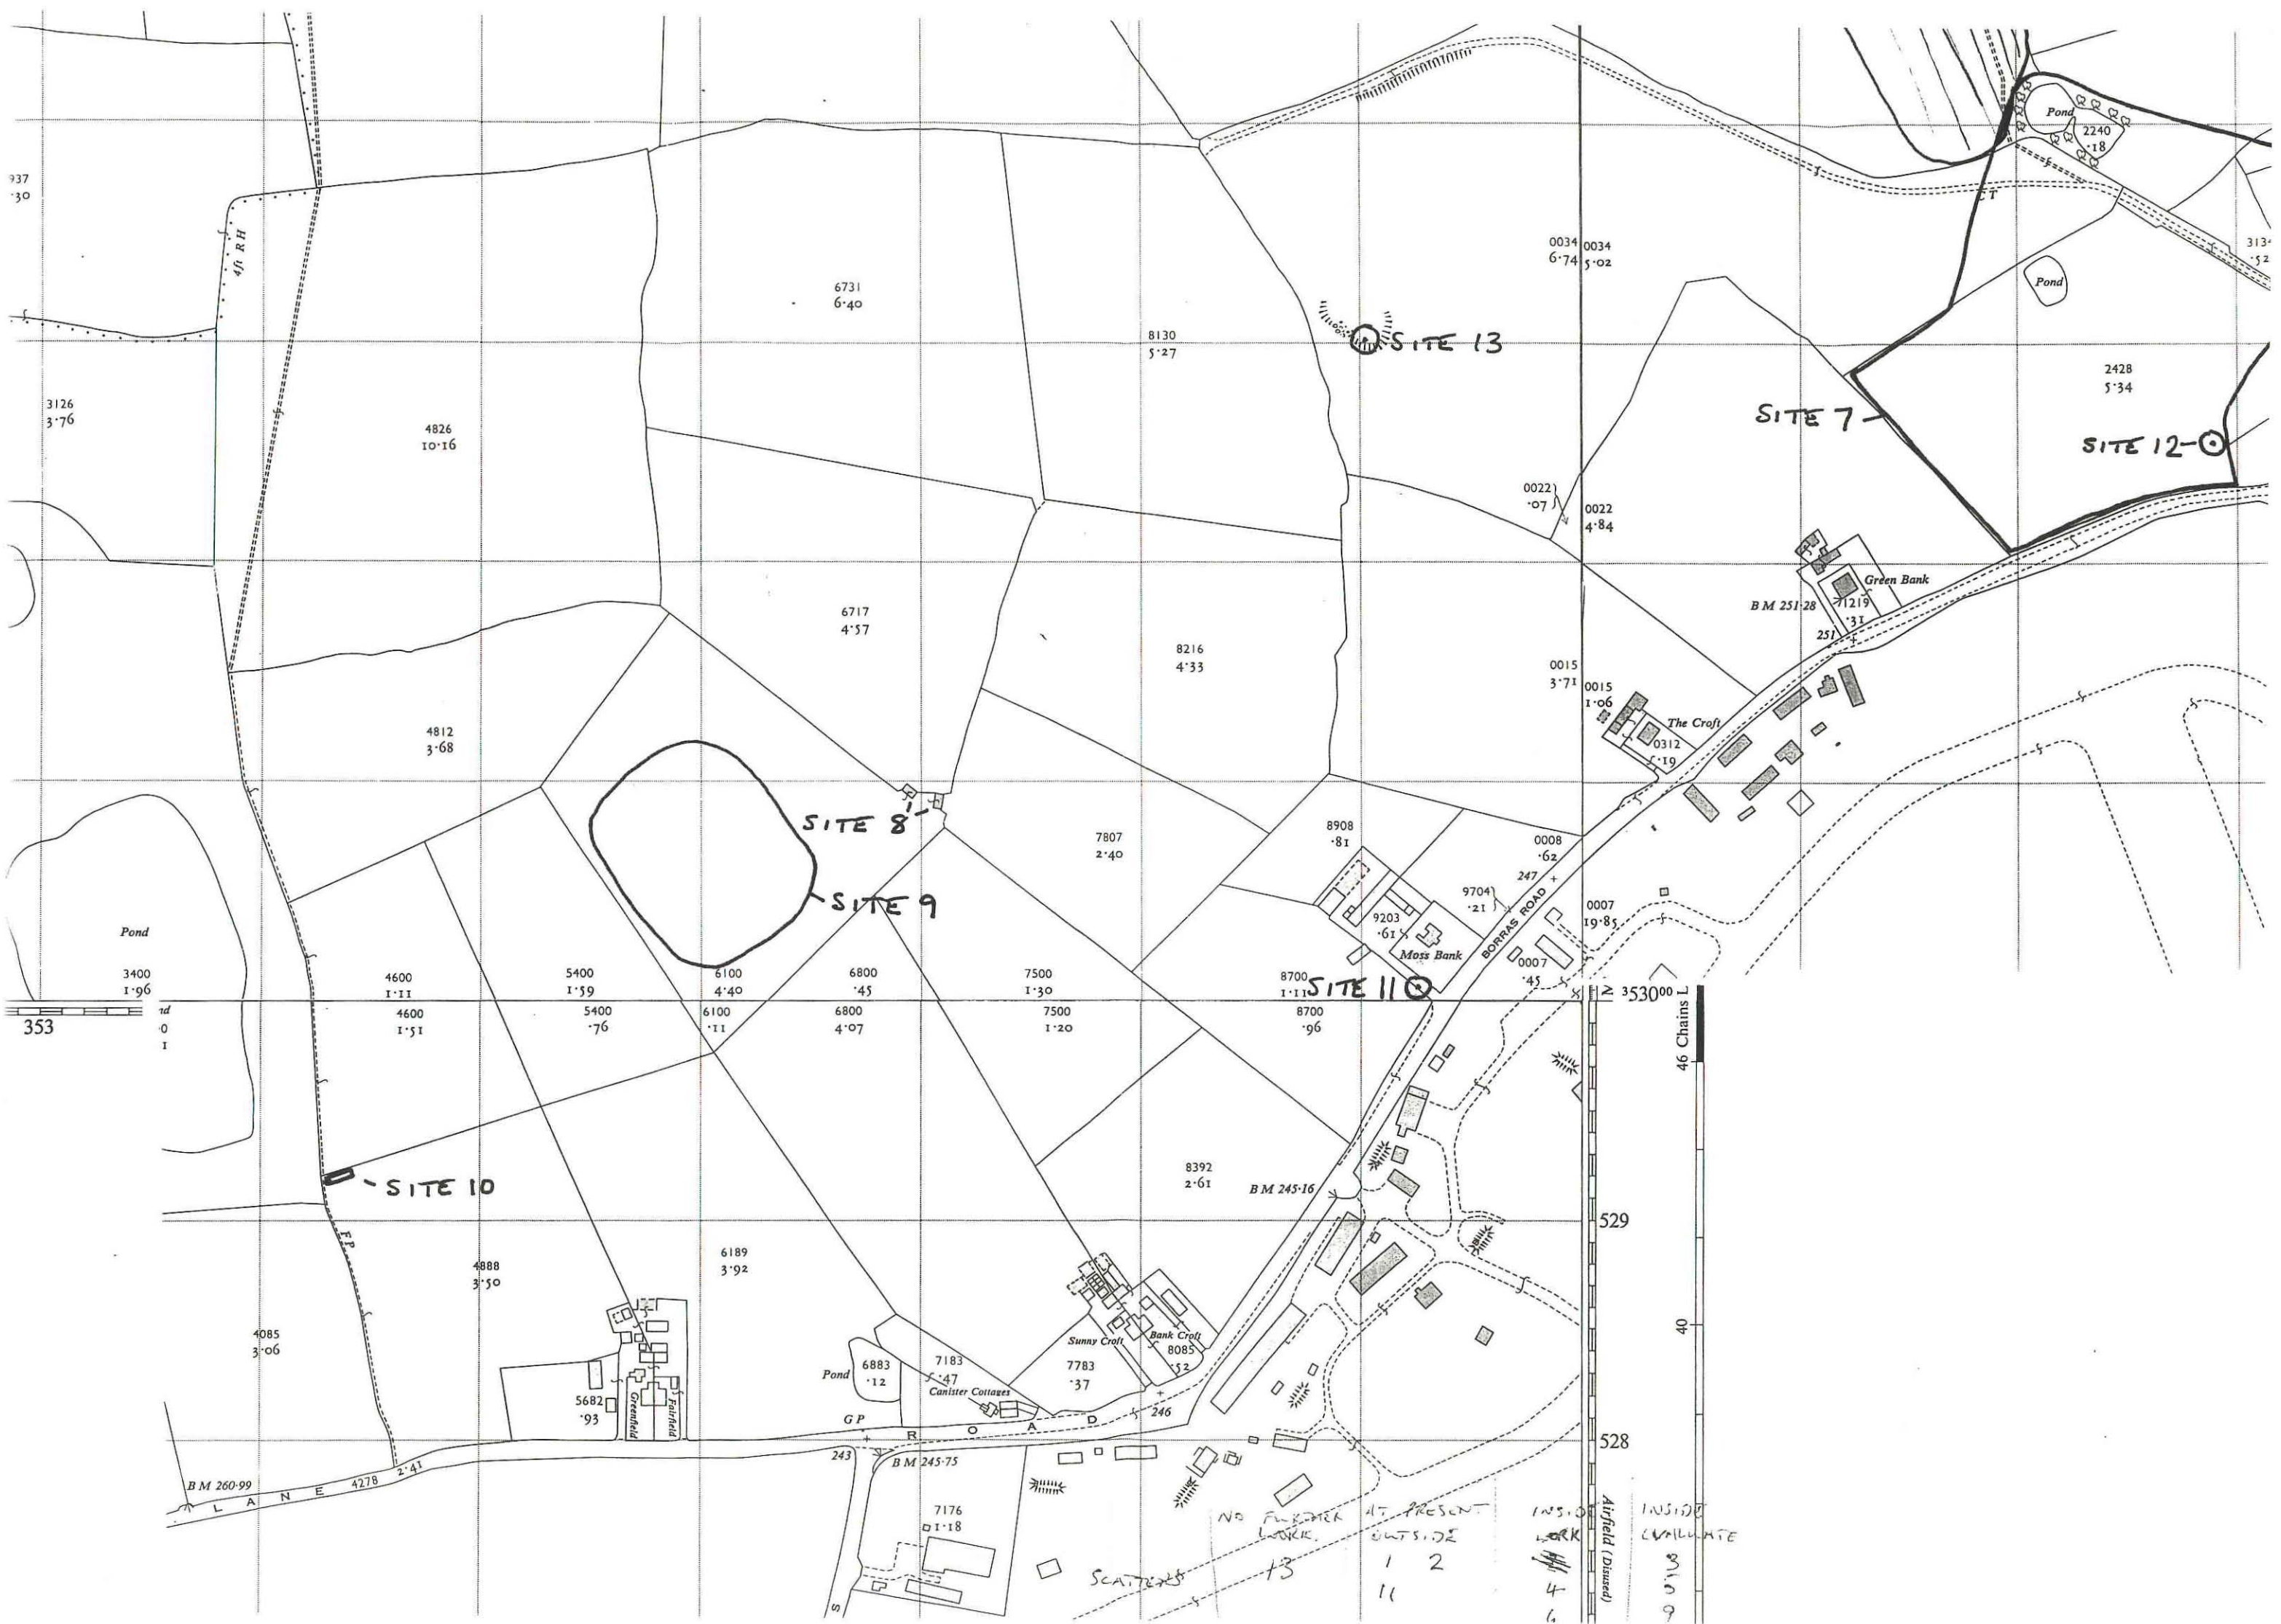 937
·30
4ft RH
3126
3·76
4826
10·16
6731
6·40
8130
5·27
SITE 13
0034 0034
6·74 5·02
CT
Pond
2240
·18
Pond
3134
·52
2428
5·34
SITE 7
SITE 12
0022
·07
0022
4·84
Green Bank
BM 251·28
1219
·31
251
6717
4·57
8216
4·33
0015
3·71
0015
1·06
The Croft
0312
·19
4812
3·68
SITE 8
SITE 9
7807
2·40
8908
·81
0008
·62
247
9704
·21
BORRAS ROAD
0007
19·85
9203
·61
Moss Bank
0007
·45
Pond
3400
1·96
4600
1·11
5400
1·59
6100
4·40
6800
·45
7500
1·30
8700
1·11
SITE 11
N 353000
353
4600
1·51
5400
·76
6100
·11
6800
4·07
7500
1·20
8700
·96
46 Chains L
SITE 10
FP
8392
2·61
BM 245·16
529
6189
3·92
4888
3·50
4085
3·06
40
Sunny Croft
Bank Croft
8085
·52
7783
·37
Pond
6883
·12
7183
·47
Canister Cottages
5682
·93
Greenfield
Fairfield
GP
ROAD
246
243
BM 245·75
528
BM 260·99
LANE
4278
2·41
7176
1·18
S
Airfield (Disused)
NO FURTHER WORK.
AT PRESENT OUTSIDE
INSIDE WORK
INSIDE EVALUATE
SCATTERS
13
1 2
11
4
6
3
9